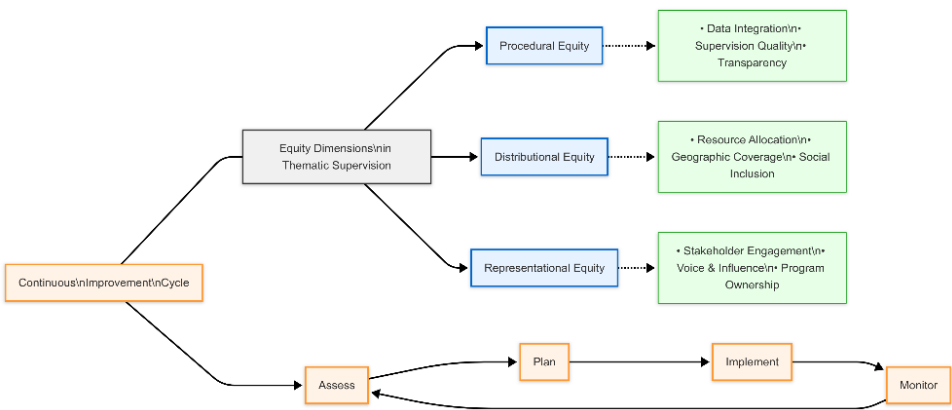 Procedural Equity
• Data Integration\n•
Supervision Quality\n•
Transparency
Equity Dimensions\nin
Thematic Supervision
Distributional Equity
• Resource Allocation\n•
Geographic Coverage\n• Social
Inclusion
Representational Equity
• Stakeholder Engagement\n•
Voice & Influence\n• Program
Ownership
Continuous\nImprovement\nCycle
Assess
Plan
Implement
Monitor